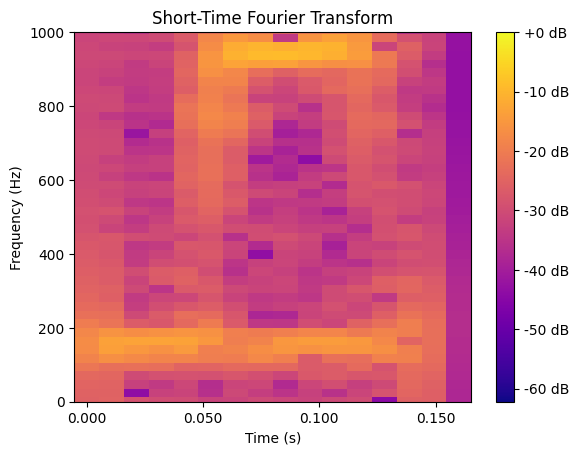 Short-Time Fourier Transform
1000
800
600
400
200
0
Frequency (Hz)
0.000
0.050
0.100
0.150
Time (s)
+0 dB
-10 dB
-20 dB
-30 dB
-40 dB
-50 dB
-60 dB